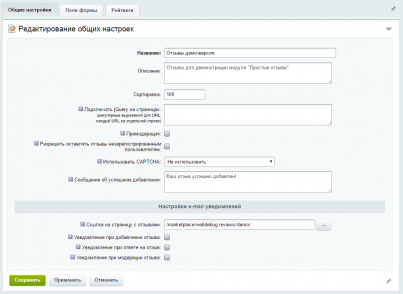 Общие настройки Поля формы Рейтинги
Редактирование общих настроек
Название: Отзывы демо-версия
Описание: Отзывы для демонстрации модуля "Простые отзывы"
Сортировка: 100
Подключать jQuery на страницах:
(регулярные выражения для URL,
каждый URL на отдельной строке)
Премодерация:
Разрешить оставлять отзывы незарегистрированным
пользователям:
Использовать CAPTCHA: Не использовать
Сообщение об успешном добавлении: Ваш отзыв успешно добавлен!
Настройки e-mail уведомлений
Ссылка на страницу с отзывами: /marketplace/webdebug.reviews/demo/ ...
Уведомление при добавлении отзыва:
Уведомление при ответе на отзыв:
Уведомление при модерации отзыва:
Сохранить Применить Отменить